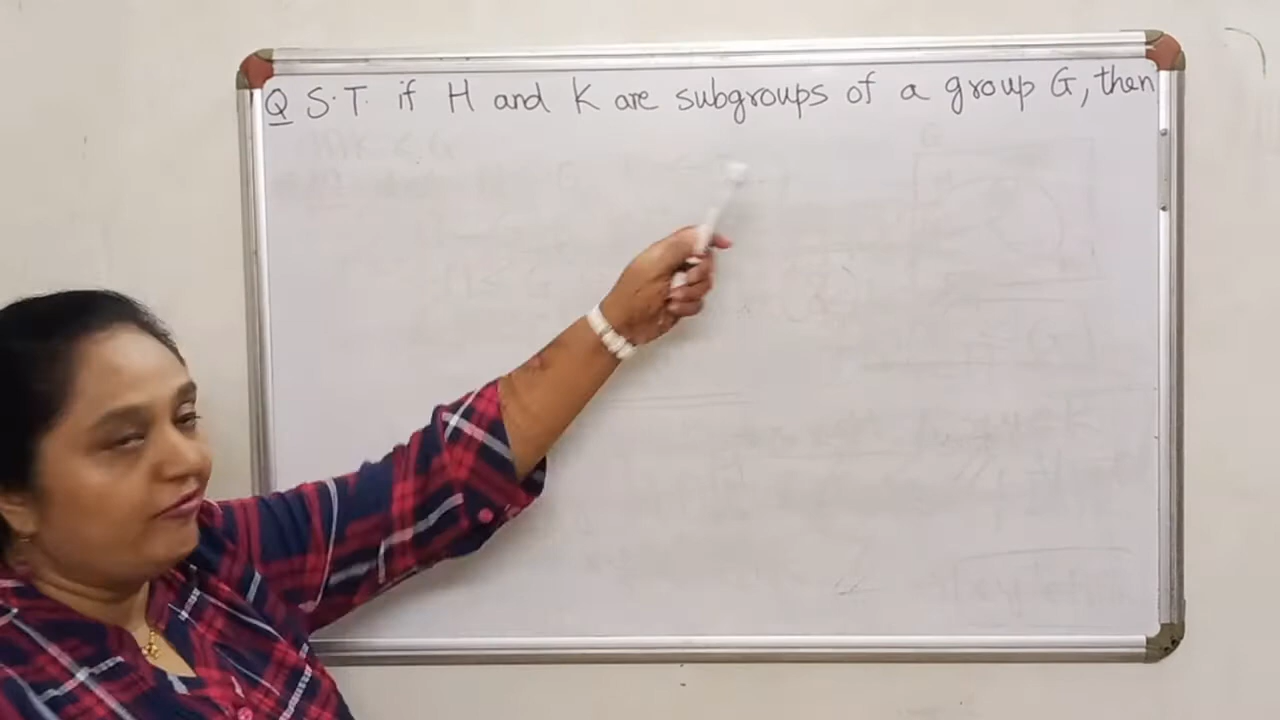 Q S.T. if H and K are subgroups of a group G, then